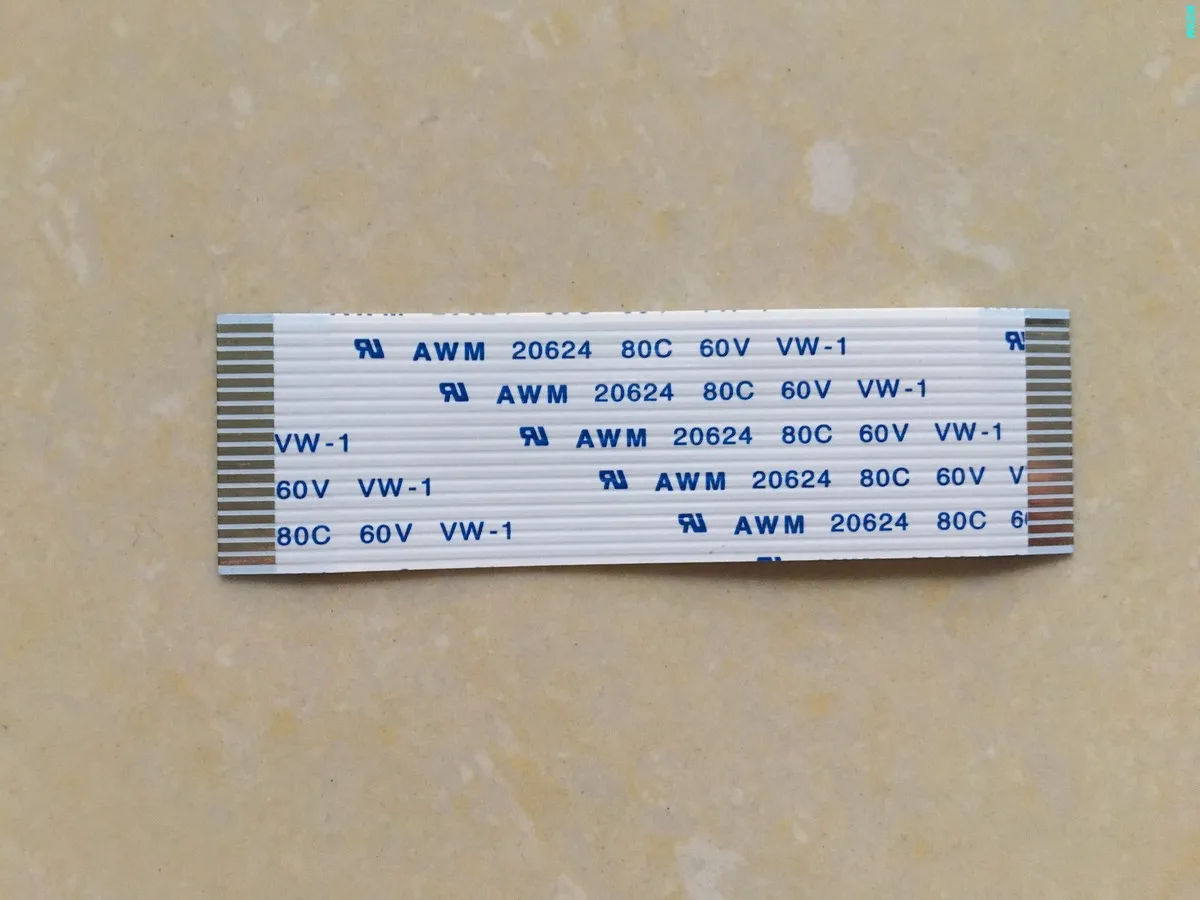 AWM 20624 80C 60V VW-1
AWM 20624 80C 60V VW-1
VW-1 AWM 20624 80C 60V VW-1
60V VW-1 AWM 20624 80C 60V V
80C 60V VW-1 AWM 20624 80C 6